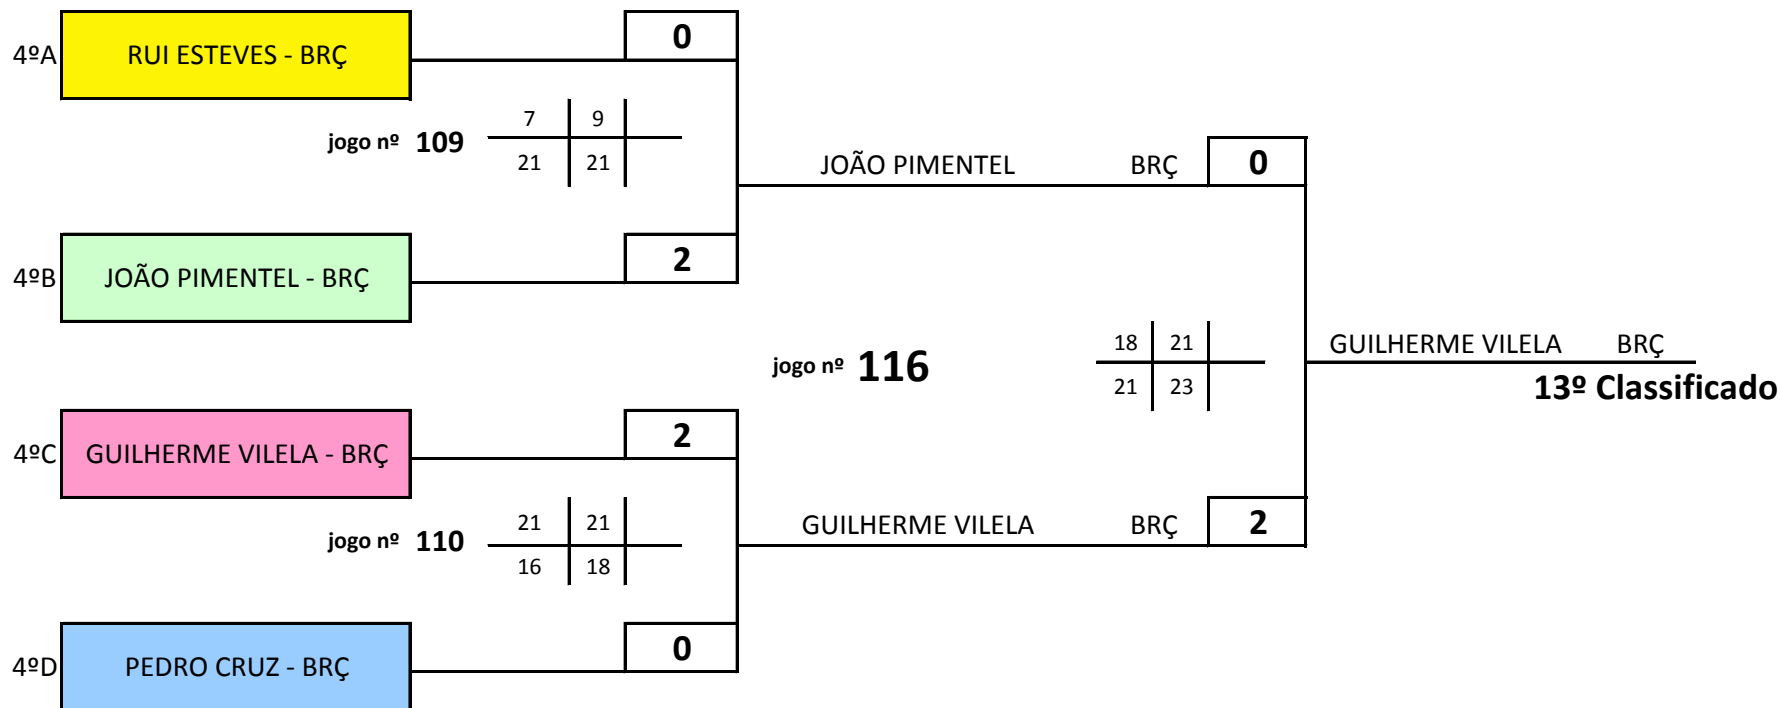 4ºA RUI ESTEVES - BRÇ 0
jogo nº 109 7 9
21 21
JOÃO PIMENTEL BRÇ 0
4ºB JOÃO PIMENTEL - BRÇ 2
jogo nº 116 18 21
21 23
GUILHERME VILELA BRÇ
13º Classificado
4ºC GUILHERME VILELA - BRÇ 2
jogo nº 110 21 21
16 18
GUILHERME VILELA BRÇ 2
4ºD PEDRO CRUZ - BRÇ 0